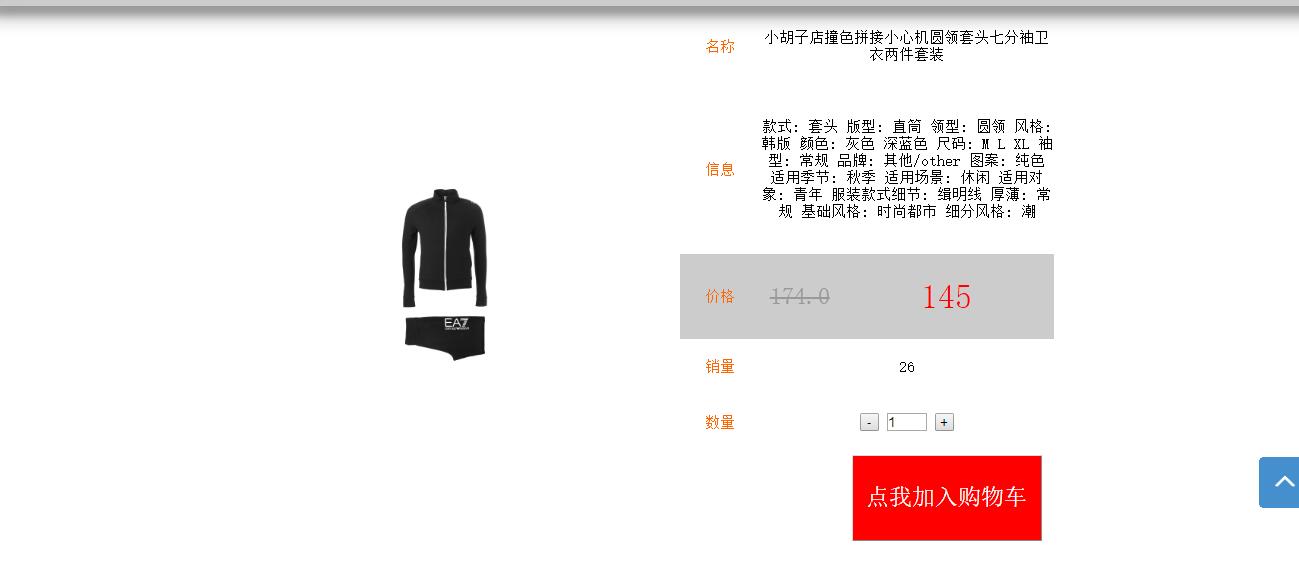 名称
小胡子店撞色拼接小心机圆领套头七分袖卫
衣两件套装
信息
款式: 套头 版型: 直筒 领型: 圆领 风格:
韩版 颜色: 灰色 深蓝色 尺码: M L XL 袖
型: 常规 品牌: 其他/other 图案: 纯色
适用季节: 秋季 适用场景: 休闲 适用对
象: 青年 服装款式细节: 缉明线 厚薄: 常
规 基础风格: 时尚都市 细分风格: 潮
EA7
价格 174.0 145
销量 26
数量 - 1 +
点我加入购物车